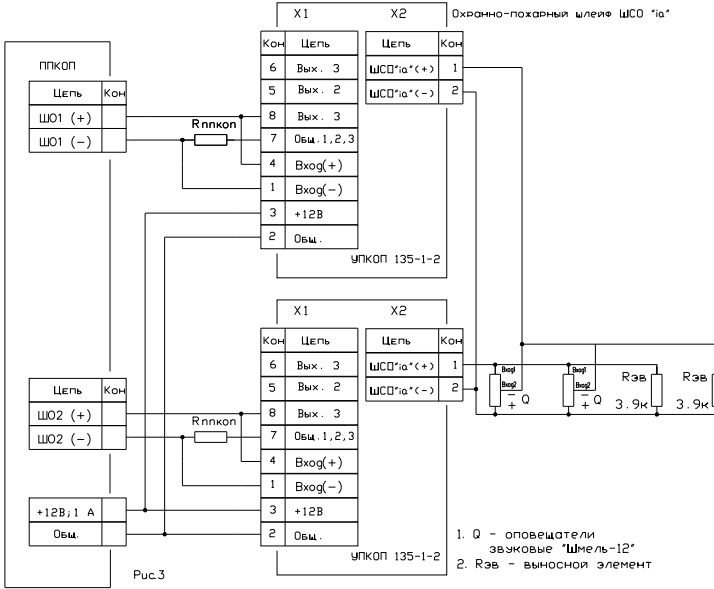 X1 X2 Охранно-пожарный шлейф ШСО "ia"
Кон Цепь Цепь Кон
6 Вых. 3 ШСО"ia"(+) 1
5 Вых. 2 ШСО"ia"(-) 2
8 Вых. 3
7 Общ.1,2,3
4 Вход(+)
1 Вход(-)
3 +12В
2 Общ.
УПКОП 135-1-2
ППКОП
Цепь Кон
ШО1 (+)
ШО1 (-)
Rппкоп
X1 X2
Кон Цепь Цепь Кон
6 Вых. 3 ШСО"ia"(+) 1
5 Вых. 2 ШСО"ia"(-) 2
8 Вых. 3
7 Общ.1,2,3
4 Вход(+)
1 Вход(-)
3 +12В
2 Общ.
УПКОП 135-1-2
Цепь Кон
ШО2 (+)
ШО2 (-)
Rппкоп
+12В;1 А
Общ.
Вход1
Вход2
- + Q
Вход1
Вход2
- + Q
Rэв
3.9к
Rэв
3.9к
1. Q - оповещатели
звуковые "Шмель-12"
2. Rэв - выносной элемент
Рис.3